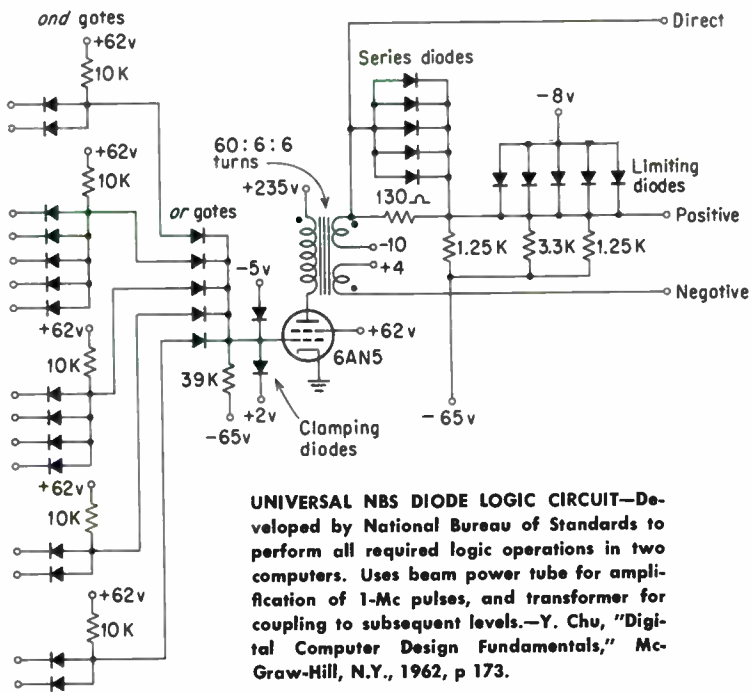 ond gotes
+62v
10K
+62v
10K
+62v
10K
+62v
10K
+62v
10K
or gotes
39K
-65v
-5v
+2v
Clamping
diodes
60:6:6
turns
+235v
+62v
6AN5
-10
+4
130Ω
Series diodes
Direct
-8v
Limiting
diodes
Positive
1.25K
3.3K
1.25K
Negotive
-65v
UNIVERSAL NBS DIODE LOGIC CIRCUIT—De-
veloped by National Bureau of Standards to
perform all required logic operations in two
computers. Uses beam power tube for ampli-
fication of 1-Mc pulses, and transformer for
coupling to subsequent levels.—Y. Chu, "Digi-
tal Computer Design Fundamentals," Mc-
Graw-Hill, N.Y., 1962, p 173.